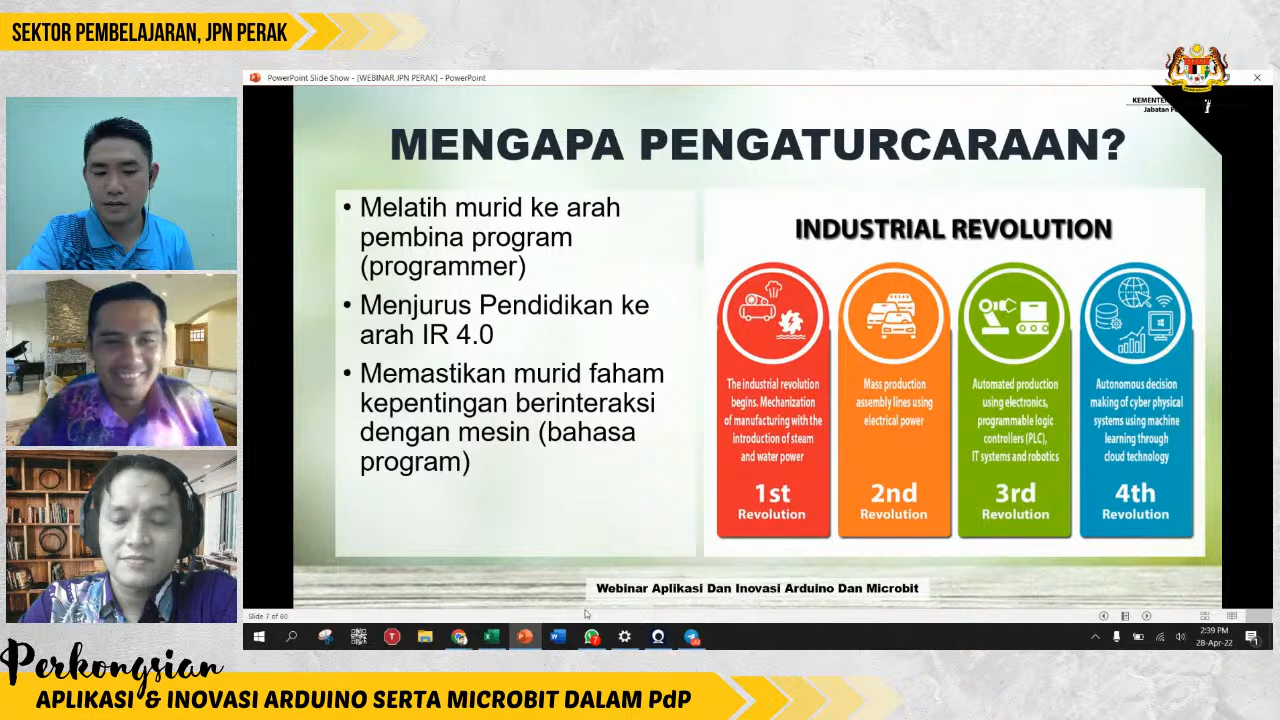 SEKTOR PEMBELAJARAN, JPN PERAK
PowerPoint Slide Show - [WEBINAR JPN PERAK] - PowerPoint
Jabatan
MENGAPA PENGATURCARAAN?
• Melatih murid ke arah
pembina program
(programmer)
• Menjurus Pendidikan ke
arah IR 4.0
• Memastikan murid faham
kepentingan berinteraksi
dengan mesin (bahasa
program)
INDUSTRIAL REVOLUTION
The industrial revolution
begins. Mechanization
of manufacturing with the
introduction of steam
and water power
1st
Revolution
Mass production
assembly lines using
electrical power
2nd
Revolution
Automated production
using electronics,
programmable logic
controllers (PLC),
IT systems and robotics
3rd
Revolution
Autonomous decision
making of cyber physical
systems using machine
learning through
cloud technology
4th
Revolution
Webinar Aplikasi Dan Inovasi Arduino Dan Microbit
Slide 7 of 60
2:39 PM
28-Apr-22
Perkongsian
APLIKASI & INOVASI ARDUINO SERTA MICROBIT DALAM PdP